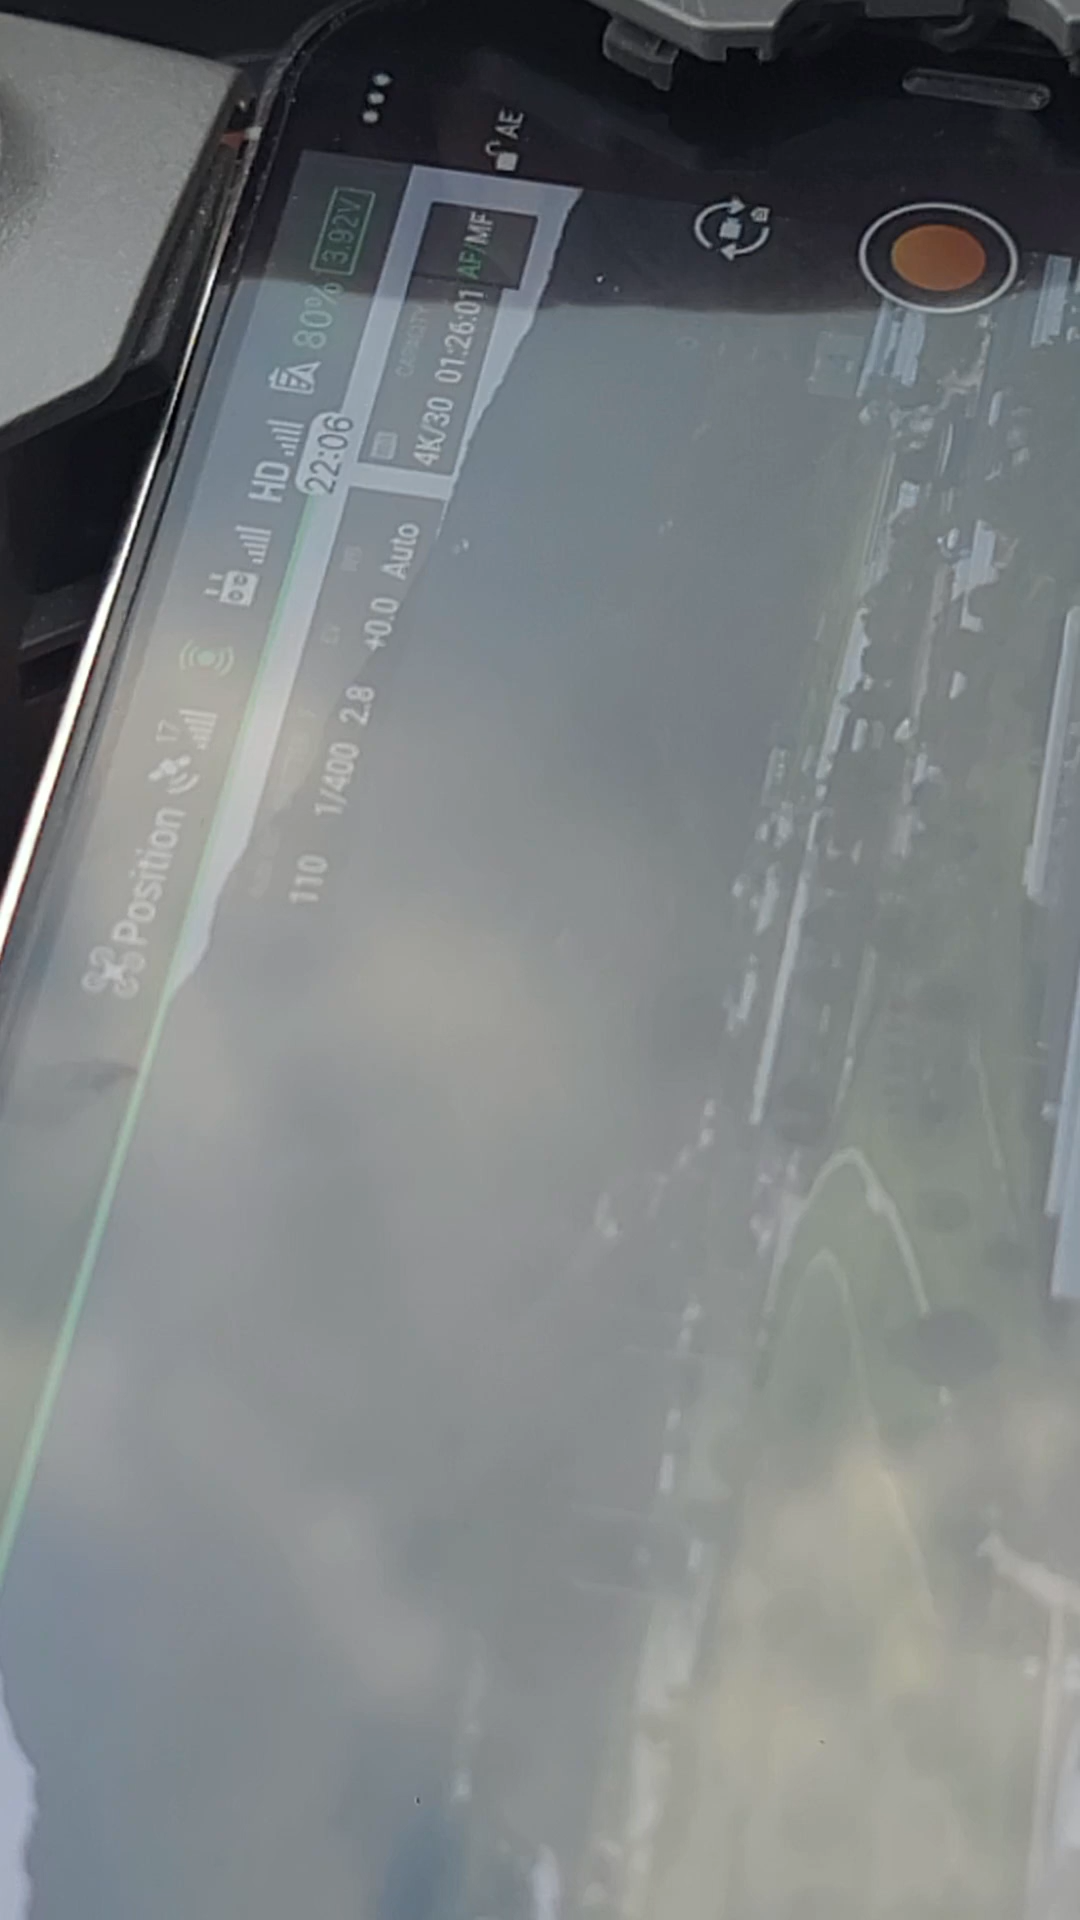 Position 17 HD 80% 3.92V
22:06
AE
110 1/400 2.8 +0.0 Auto 4K/30 01:26:01 AF/MF
EV
CAPACITY